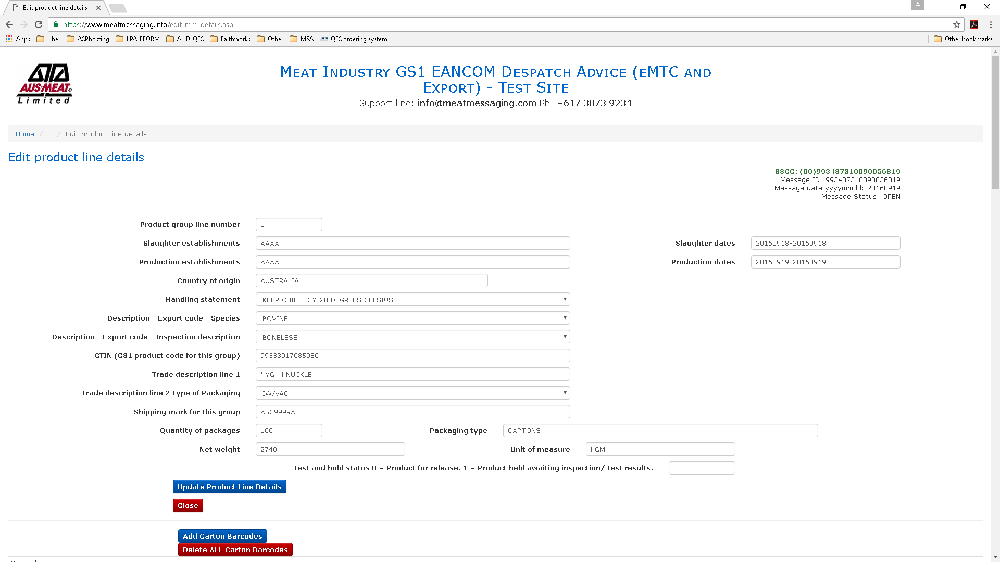 Edit product line details
https://www.meatmessaging.info/edit-mm-details.asp
Apps Uber ASPhosting LPA_EFORM AHD_QFS Faithworks Other MSA QFS ordering system Other bookmarks
AUS-MEAT®
Limited
Meat Industry GS1 EANCOM Despatch Advice (eMTC and
Export) - Test Site
Support line: info@meatmessaging.com Ph: +617 3073 9234
Home / _ / Edit product line details
Edit product line details
SSCC: (00)993487310090056819
Message ID: 993487310090056819
Message date yyyymmdd: 20160919
Message Status: OPEN
Product group line number 1
Slaughter establishments AAAA Slaughter dates 20160918-20160918
Production establishments AAAA Production dates 20160919-20160919
Country of origin AUSTRALIA
Handling statement KEEP CHILLED ?-20 DEGREES CELSIUS
Description - Export code - Species BOVINE
Description - Export code - Inspection description BONELESS
GTIN (GS1 product code for this group) 99333017085086
Trade description line 1 *YG* KNUCKLE
Trade description line 2 Type of Packaging IW/VAC
Shipping mark for this group ABC9999A
Quantity of packages 100 Packaging type CARTONS
Net weight 2740 Unit of measure KGM
Test and hold status 0 = Product for release. 1 = Product held awaiting inspection/ test results. 0
Update Product Line Details
Close
Add Carton Barcodes
Delete ALL Carton Barcodes